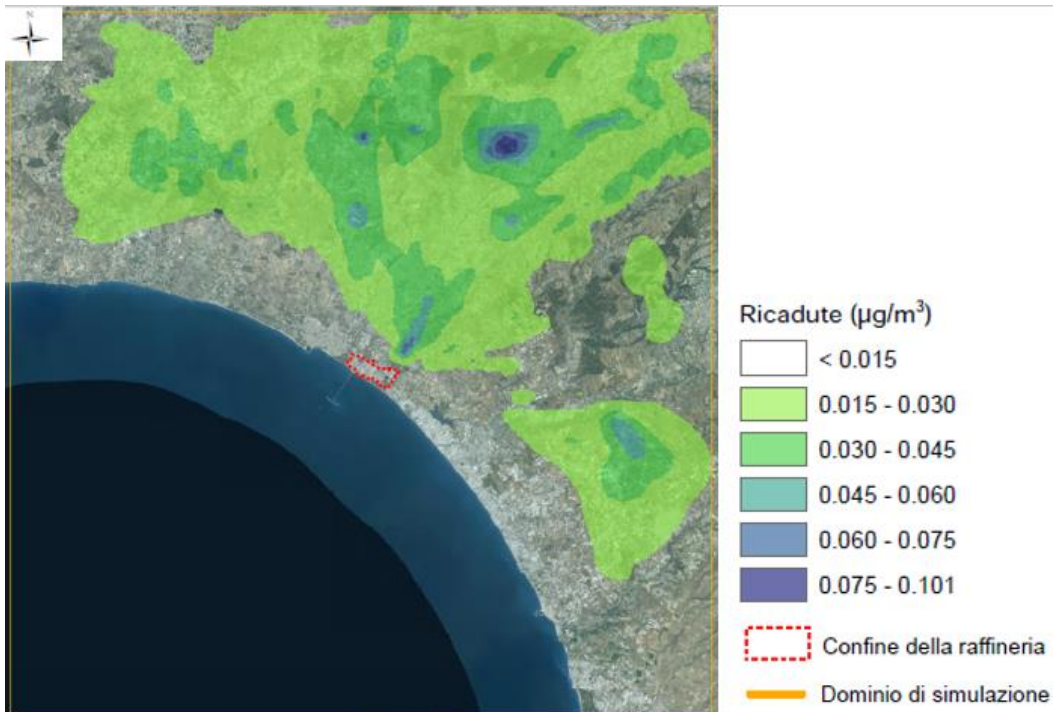 N
Ricadute (µg/m³)
< 0.015
0.015 - 0.030
0.030 - 0.045
0.045 - 0.060
0.060 - 0.075
0.075 - 0.101
Confine della raffineria
Dominio di simulazione